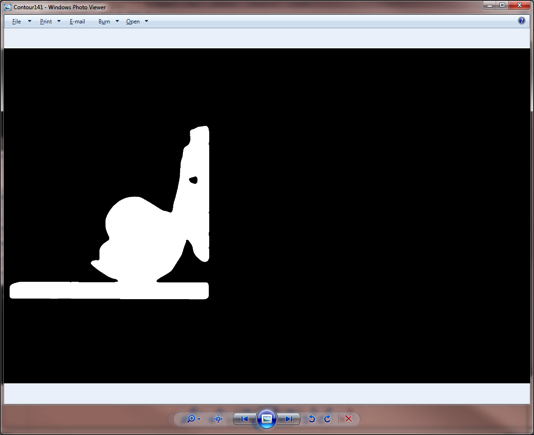 Contour141 - Windows Photo Viewer
File Print E-mail Burn Open